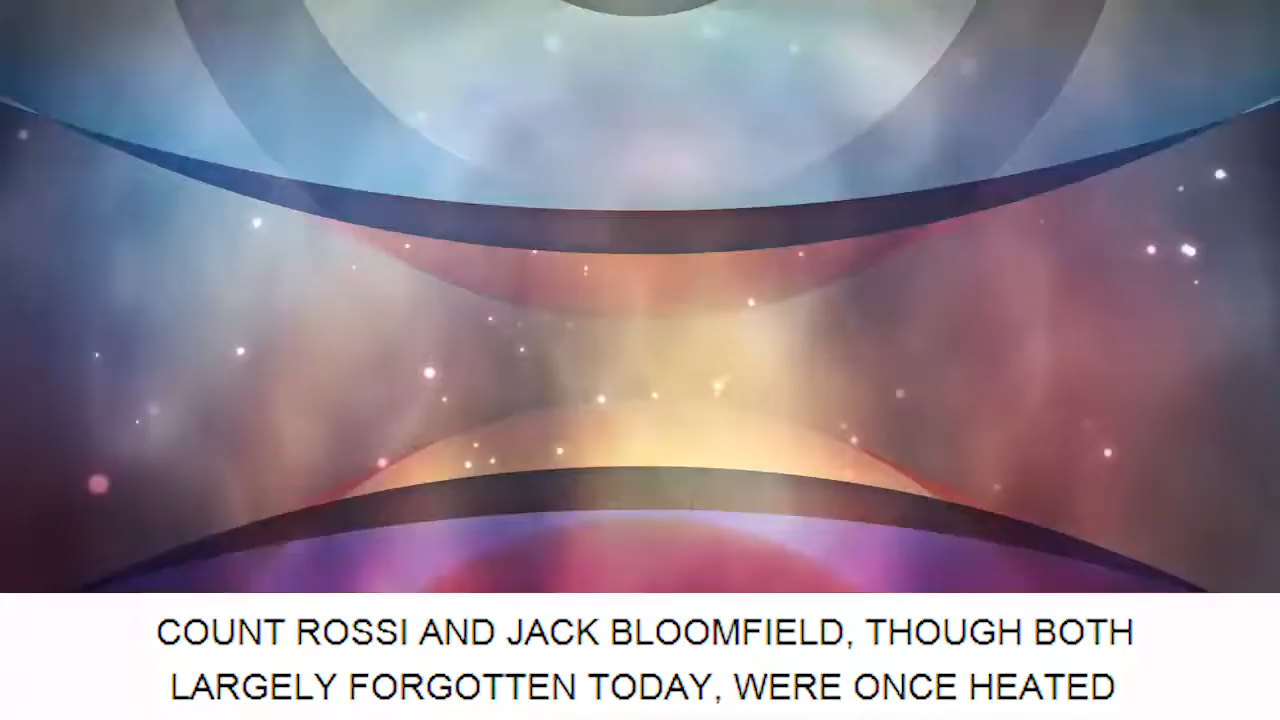 COUNT ROSSI AND JACK BLOOMFIELD, THOUGH BOTH
LARGELY FORGOTTEN TODAY, WERE ONCE HEATED